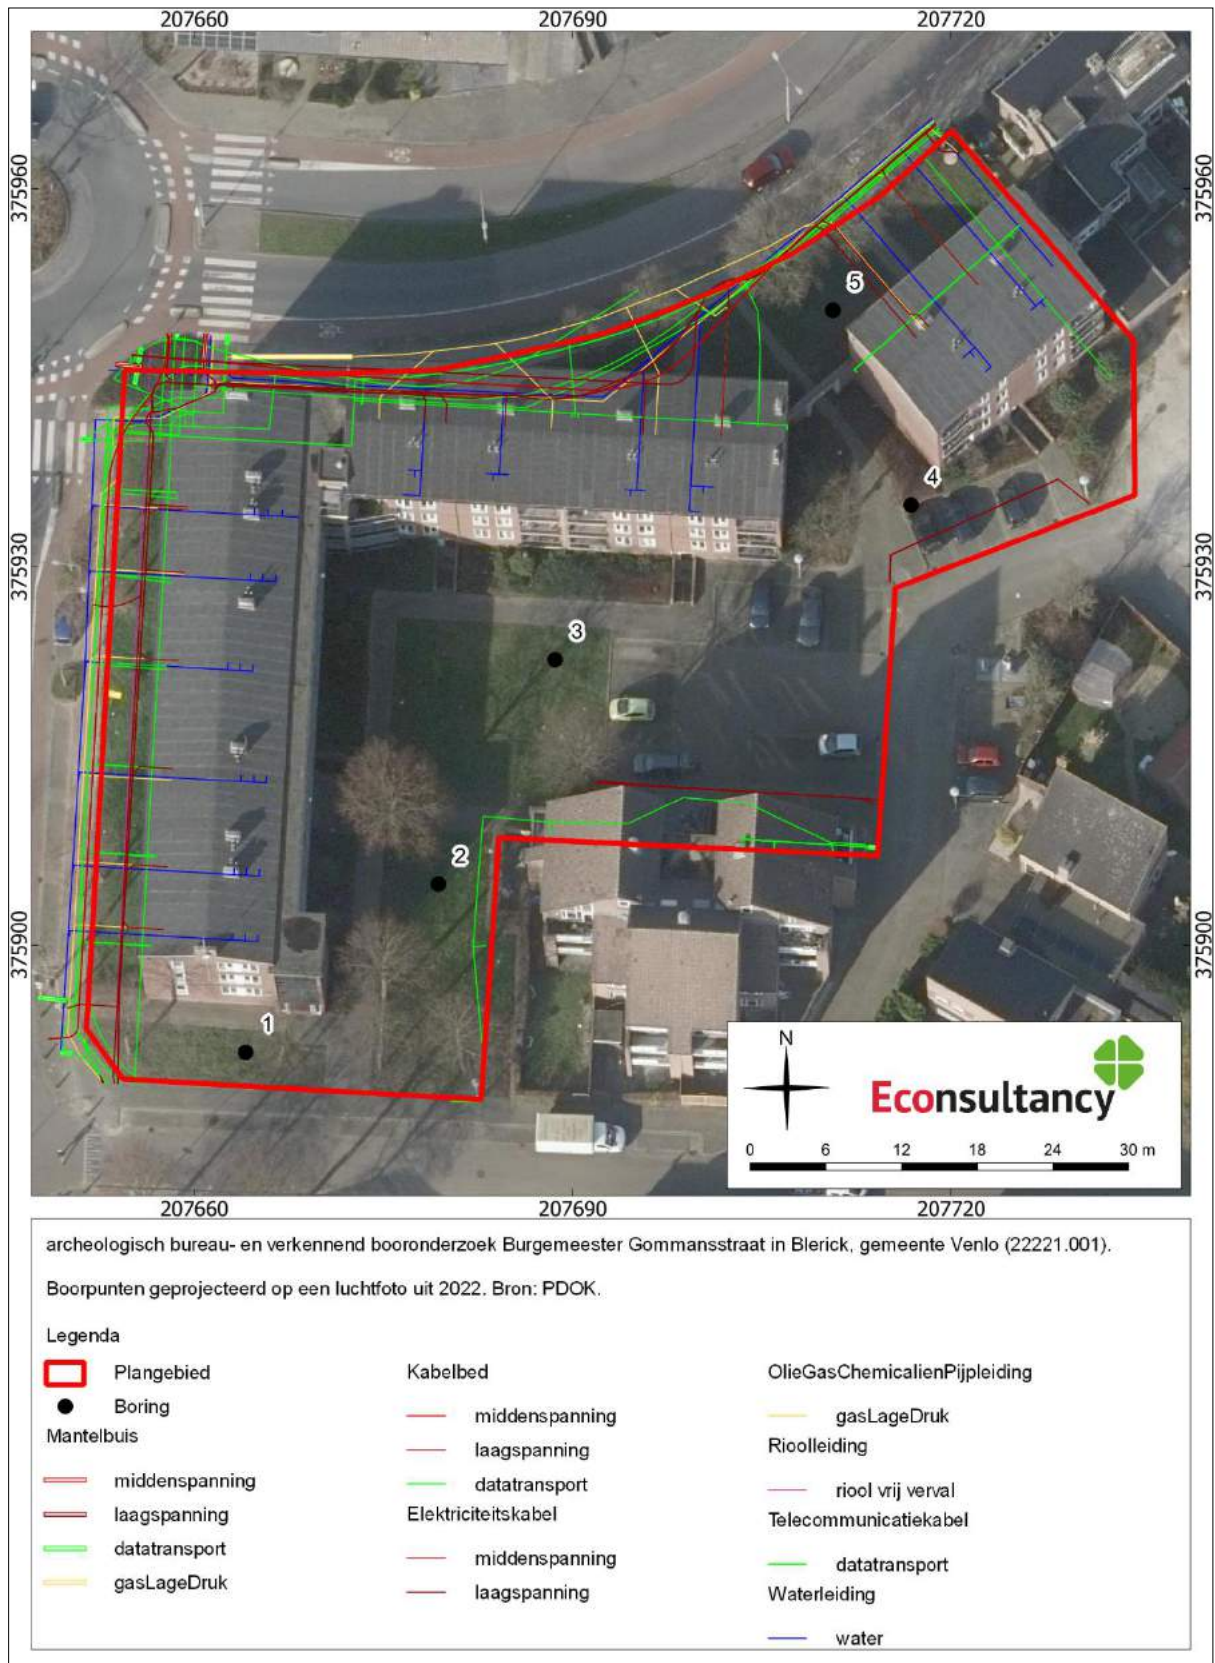 207660 207690 207720
375960 375960
5
4
375930 375930
3
2
375900 375900
1
N
Econsultancy
0 6 12 18 24 30 m
207660 207690 207720
archeologisch bureau- en verkennend booronderzoek Burgemeester Gommansstraat in Blerick, gemeente Venlo (22221.001).
Boorpunten geprojecteerd op een luchtfoto uit 2022. Bron: PDOK.
Legenda
Plangebied
Boring
Mantelbuis
middenspanning
laagspanning
datatransport
gasLageDruk
Kabelbed
middenspanning
laagspanning
datatransport
Elektriciteitskabel
middenspanning
laagspanning
OlieGasChemicalienPijpleiding
gasLageDruk
Rioolleiding
riool vrij verval
Telecommunicatiekabel
datatransport
Waterleiding
water